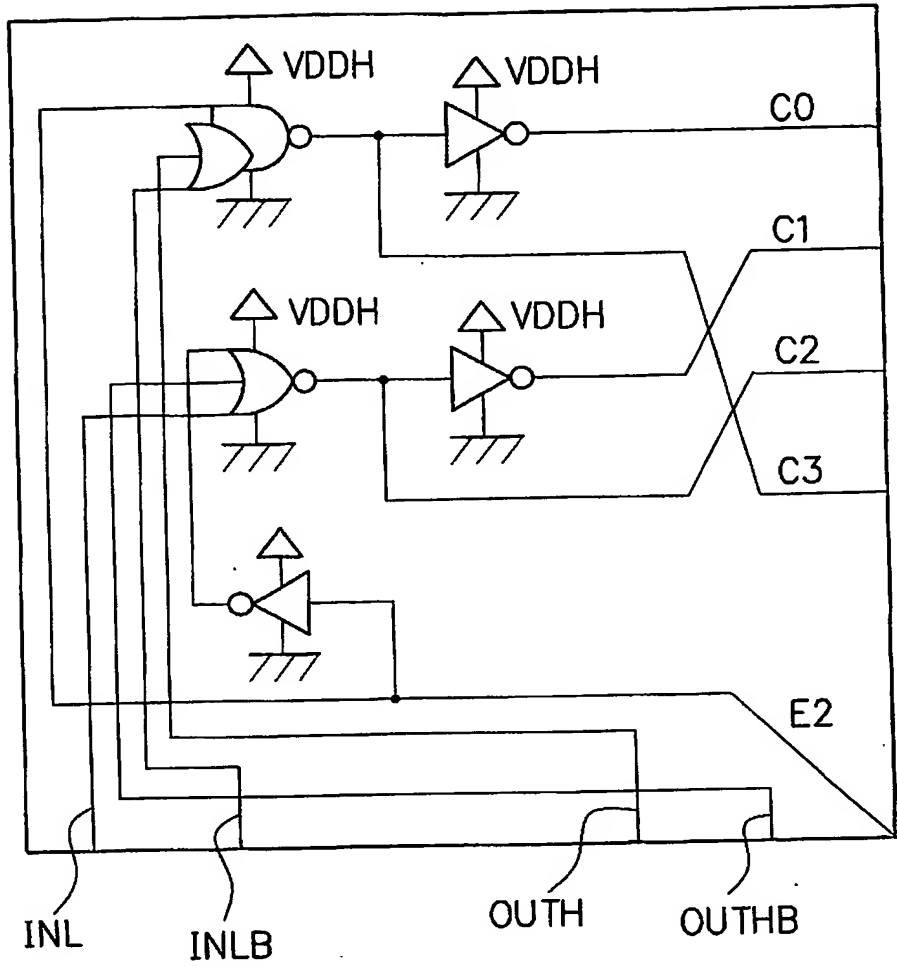 VDDH
VDDH
C0
C1
VDDH
VDDH
C2
C3
E2
INL
INLB
OUTH
OUTHB